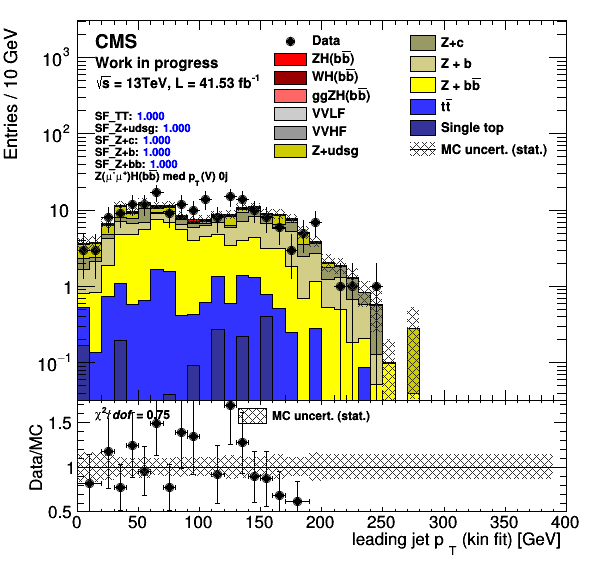 CMS
Work in progress
√s = 13TeV, L = 41.53 fb⁻¹
SF_TT: 1.000
SF_Z+udsg: 1.000
SF_Z+c: 1.000
SF_Z+b: 1.000
SF_Z+bb: 1.000
Z(μ⁻μ⁺)H(bb̅) med p_T(V) 0j
Data
ZH(bb̅)
WH(bb̅)
ggZH(bb̅)
VVLF
VVHF
Z+udsg
Z+c
Z + b
Z + bb̅
tt̅
Single top
MC uncert. (stat.)
Entries / 10 GeV
10³
10²
10
1
10⁻¹
χ²/dof = 0.75
MC uncert. (stat.)
Data/MC
1.5
1
0.5
0 50 100 150 200 250 300 350 400
leading jet p_T (kin fit) [GeV]